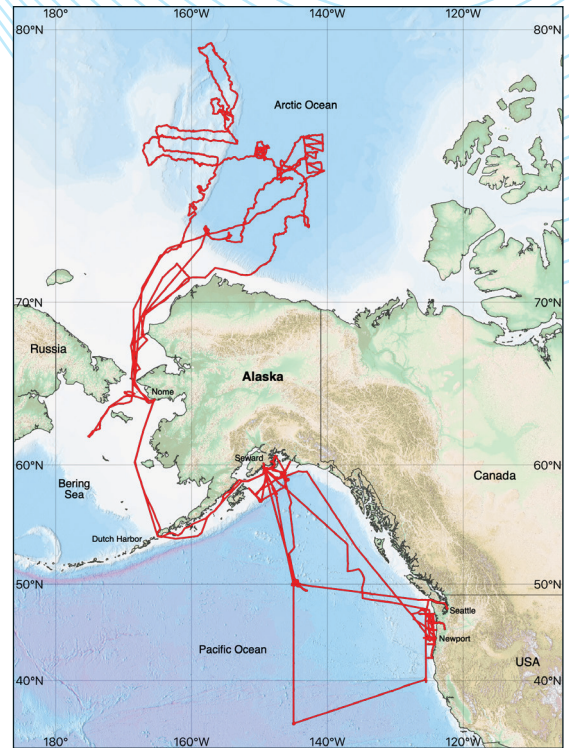 180° 160°W 140°W 120°W
80°N 80°N
Arctic Ocean
70°N 70°N
Russia
Alaska
Nome
Seward
60°N 60°N
Canada
Bering
Sea
Dutch Harbor
50°N 50°N
Seattle
Newport
Pacific Ocean
USA
40°N 40°N
180° 160°W 140°W 120°W